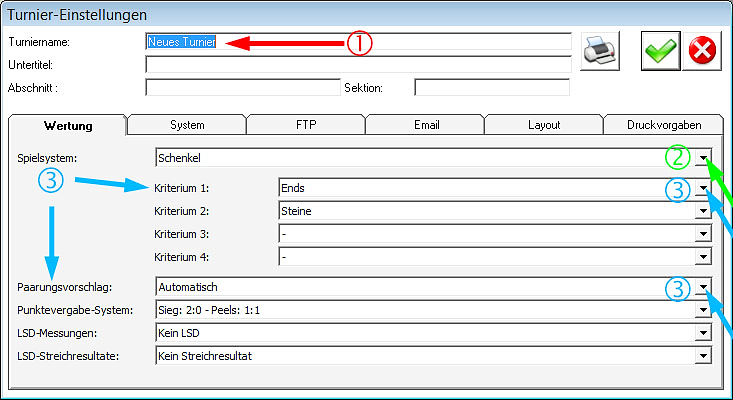 Turnier-Einstellungen
Turniername: Neues Turnier ①
Untertitel:
Abschnitt : Sektion:
Wertung System FTP Email Layout Druckvorgaben
Spielsystem: Schenkel ②
③ Kriterium 1: Ends ③
Kriterium 2: Steine
Kriterium 3: -
Kriterium 4: -
Paarungsvorschlag: Automatisch ③
Punktevergabe-System: Sieg: 2:0 - Peels: 1:1
LSD-Messungen: Kein LSD
LSD-Streichresultate: Kein Streichresultat